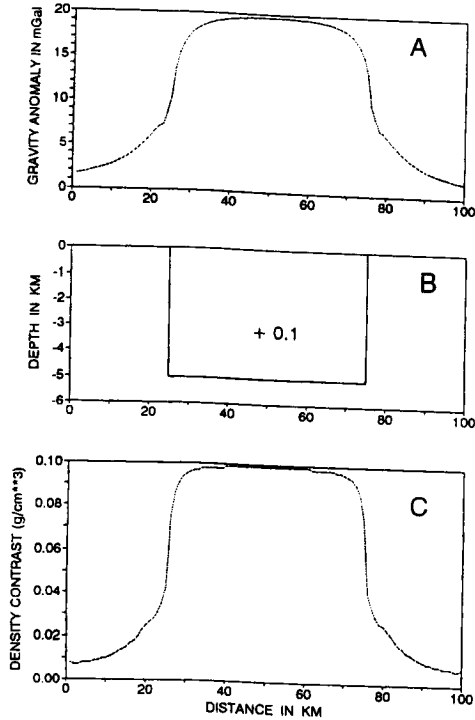 20
15
10
5
0
GRAVITY ANOMALY IN mGal
A
0 20 40 60 80 100
0
-1
-2
-3
-4
-5
-6
DEPTH IN KM
B
+ 0.1
0 20 40 60 80 100
0.10
0.08
0.06
0.04
0.02
0.00
DENSITY CONTRAST (g/cm**3)
C
0 20 40 60 80 100
DISTANCE IN KM